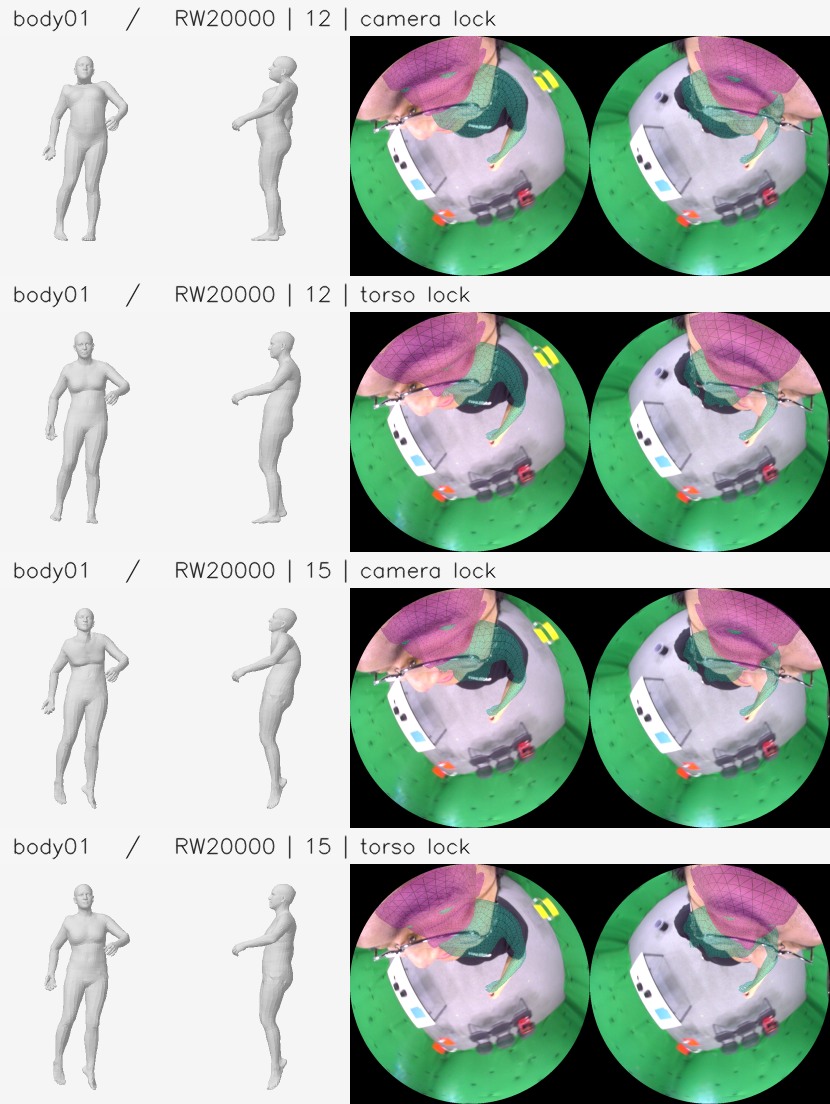 body01 / RW20000 | 12 | camera lock
body01 / RW20000 | 12 | torso lock
body01 / RW20000 | 15 | camera lock
body01 / RW20000 | 15 | torso lock